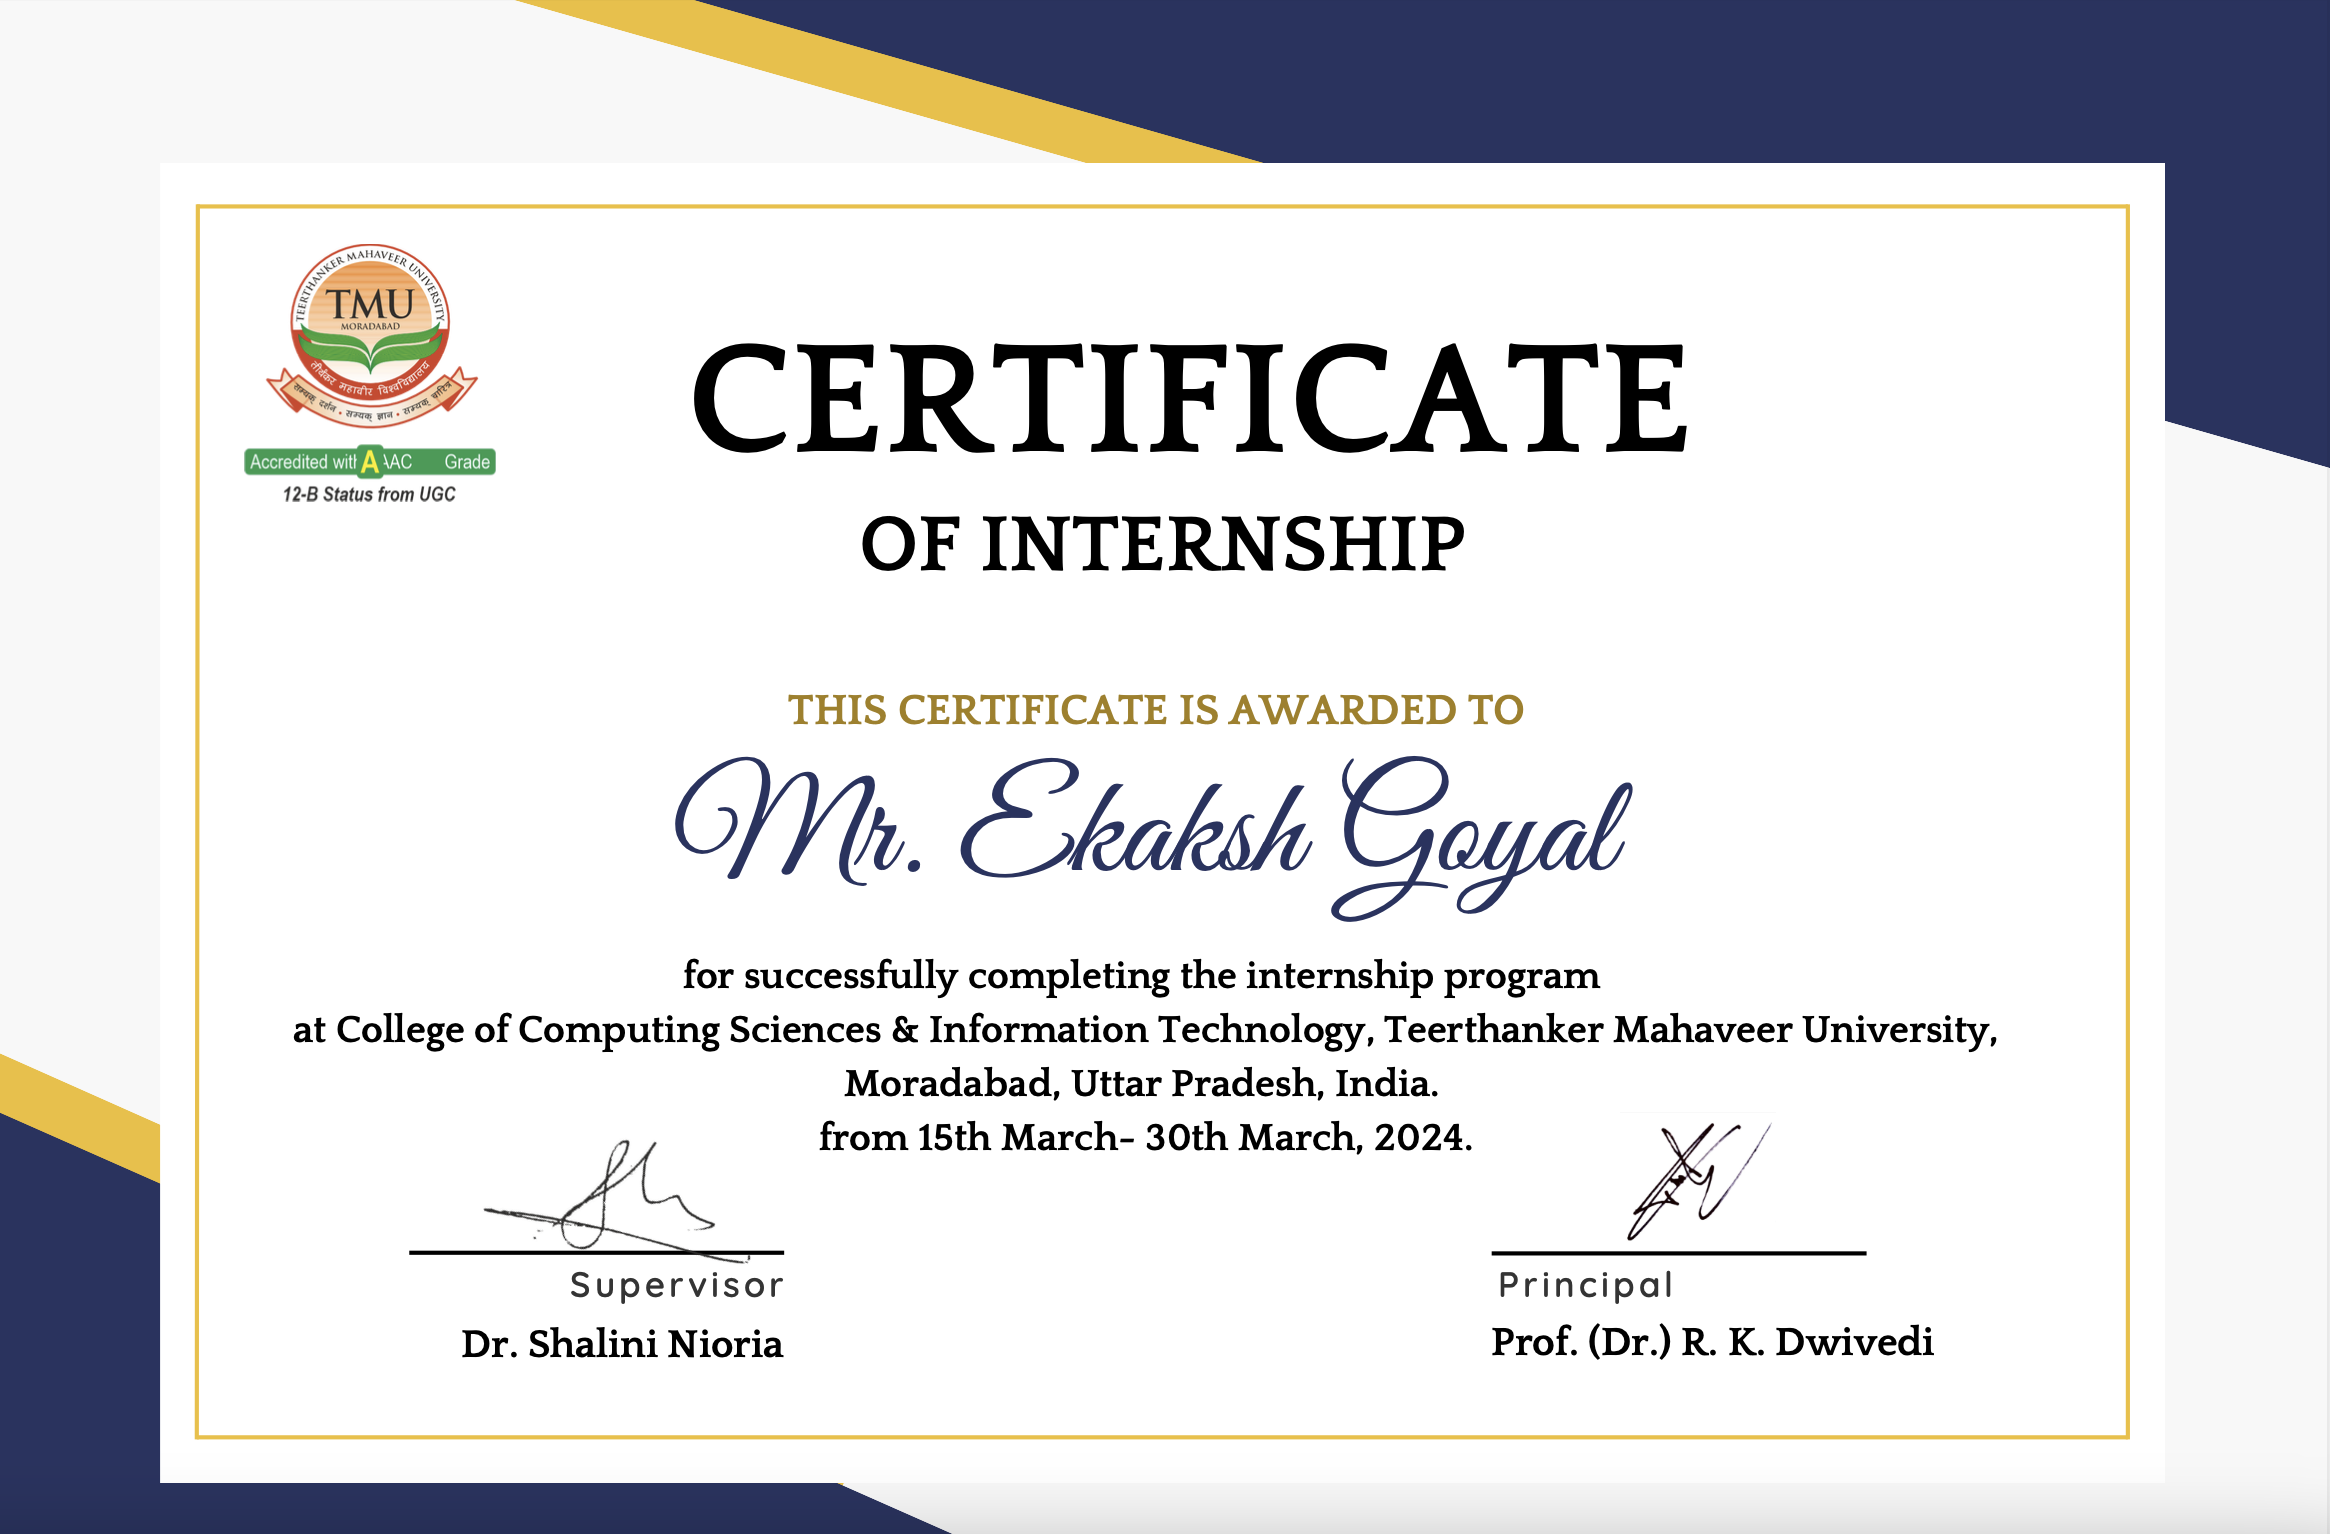 TEERTHANKER MAHAVEER UNIVERSITY
TMU
MORADABAD
तीर्थंकर महावीर विश्वविद्यालय
सम्यक् दर्शन • सम्यक् ज्ञान • सम्यक् चारित्र
Accredited with A AAC Grade
12-B Status from UGC
CERTIFICATE
OF INTERNSHIP
THIS CERTIFICATE IS AWARDED TO
Mr. Ekaksh Goyal
for successfully completing the internship program
at College of Computing Sciences & Information Technology, Teerthanker Mahaveer University,
Moradabad, Uttar Pradesh, India.
from 15th March- 30th March, 2024.
Supervisor
Principal
Dr. Shalini Nioria
Prof. (Dr.) R. K. Dwivedi